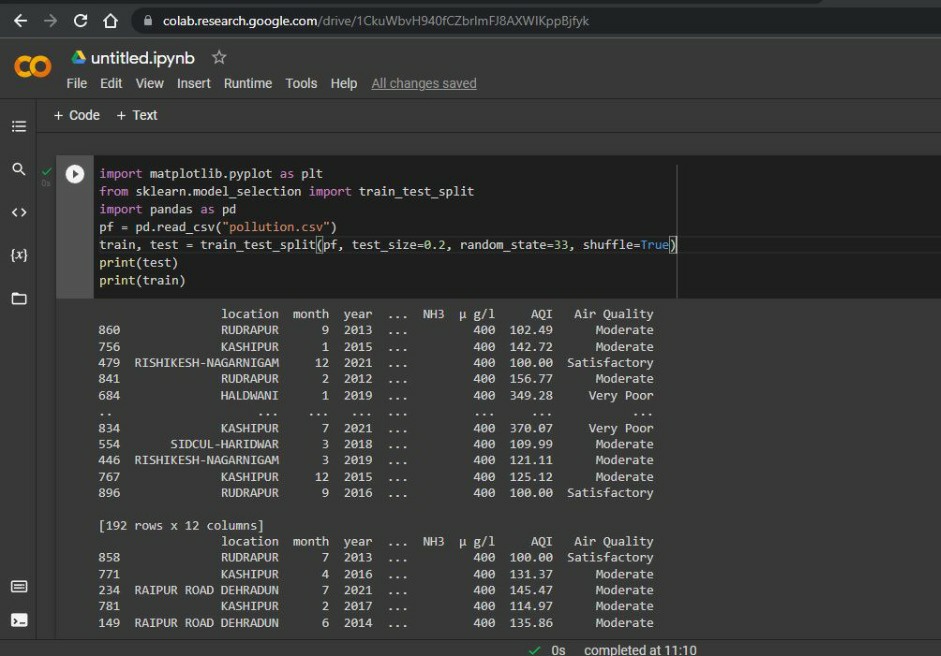 colab.research.google.com/drive/1CkuWbvH940fCZbrImFJ8AXWIKppBjfyk
untitled.ipynb
File Edit View Insert Runtime Tools Help All changes saved
+ Code + Text
import matplotlib.pyplot as plt
from sklearn.model_selection import train_test_split
import pandas as pd
pf = pd.read_csv("pollution.csv")
train, test = train_test_split(pf, test_size=0.2, random_state=33, shuffle=True)
print(test)
print(train)
0s
{x}
location month year ... NH3 μ g/l AQI Air Quality
860 RUDRAPUR 9 2013 ... 400 102.49 Moderate
756 KASHIPUR 1 2015 ... 400 142.72 Moderate
479 RISHIKESH-NAGARNIGAM 12 2021 ... 400 100.00 Satisfactory
841 RUDRAPUR 2 2012 ... 400 156.77 Moderate
684 HALDWANI 1 2019 ... 400 349.28 Very Poor
.. ... ... ... ... ... ... ...
834 KASHIPUR 7 2021 ... 400 370.07 Very Poor
554 SIDCUL-HARIDWAR 3 2018 ... 400 109.99 Moderate
446 RISHIKESH-NAGARNIGAM 3 2019 ... 400 121.11 Moderate
767 KASHIPUR 12 2015 ... 400 125.12 Moderate
896 RUDRAPUR 9 2016 ... 400 100.00 Satisfactory
[192 rows x 12 columns]
location month year ... NH3 μ g/l AQI Air Quality
858 RUDRAPUR 7 2013 ... 400 100.00 Satisfactory
771 KASHIPUR 4 2016 ... 400 131.37 Moderate
234 RAIPUR ROAD DEHRADUN 7 2021 ... 400 145.47 Moderate
781 KASHIPUR 2 2017 ... 400 114.97 Moderate
149 RAIPUR ROAD DEHRADUN 6 2014 ... 400 135.86 Moderate
0s completed at 11:10